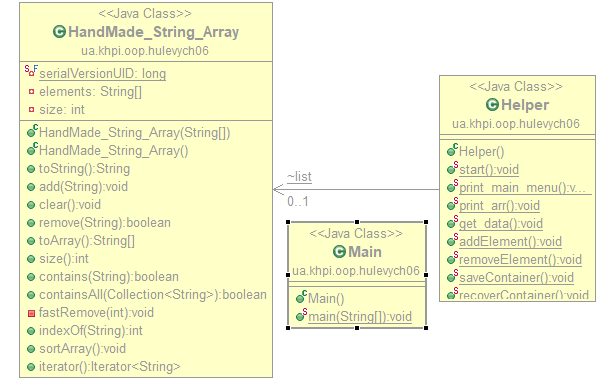 <<Java Class>>
HandMade_String_Array
ua.khpi.oop.hulevych06
serialVersionUID: long
elements: String[]
size: int
HandMade_String_Array(String[])
HandMade_String_Array()
toString():String
add(String):void
clear():void
remove(String):boolean
toArray():String[]
size():int
contains(String):boolean
containsAll(Collection<String>):boolean
fastRemove(int):void
indexOf(String):int
sortArray():void
iterator():Iterator<String>
~list
0..1
<<Java Class>>
Main
ua.khpi.oop.hulevych06
Main()
main(String[]):void
<<Java Class>>
Helper
ua.khpi.oop.hulevych06
Helper()
start():void
print_main_menu():v...
print_arr():void
get_data():void
addElement():void
removeElement():void
saveContainer():void
recoverContainer():void